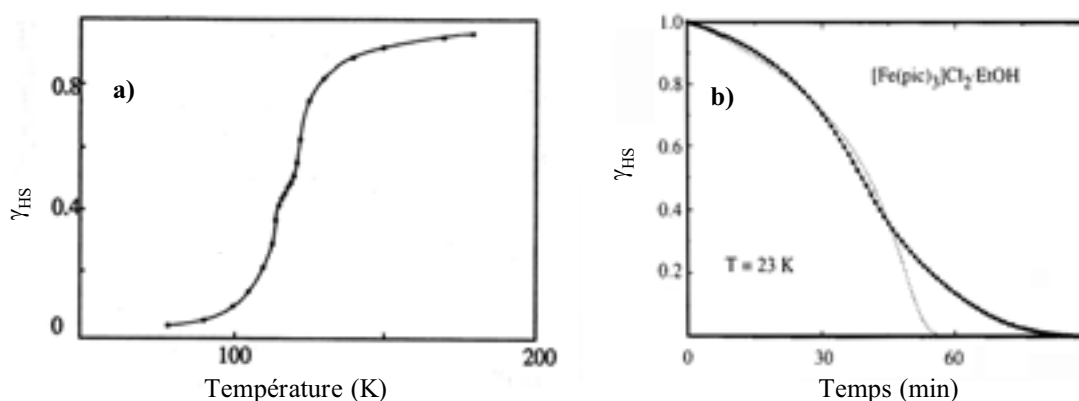 a)
0.8
0.4
0
γHS
100
200
Température (K)
b)
[Fe(pic)3]Cl2·EtOH
1.0
0.8
0.6
0.4
0.2
γHS
T = 23 K
0
30
60
Temps (min)